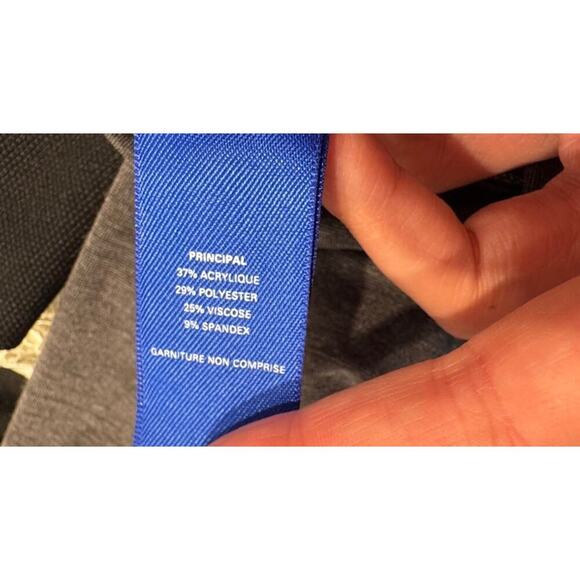 PRINCIPAL
37% ACRYLIQUE
29% POLYESTER
25% VISCOSE
9% SPANDEX
GARNITURE NON COMPRISE